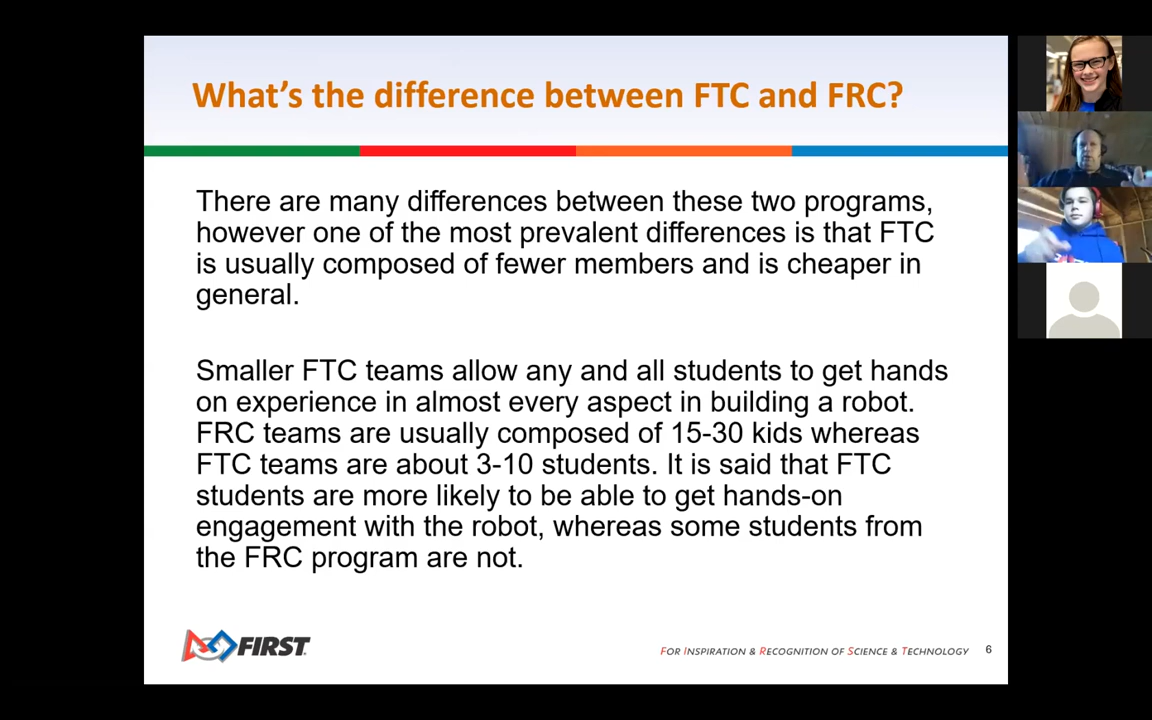 What's the difference between FTC and FRC?
There are many differences between these two programs,
however one of the most prevalent differences is that FTC
is usually composed of fewer members and is cheaper in
general.
Smaller FTC teams allow any and all students to get hands
on experience in almost every aspect in building a robot.
FRC teams are usually composed of 15-30 kids whereas
FTC teams are about 3-10 students. It is said that FTC
students are more likely to be able to get hands-on
engagement with the robot, whereas some students from
the FRC program are not.
FIRST
FOR INSPIRATION & RECOGNITION OF SCIENCE & TECHNOLOGY 6